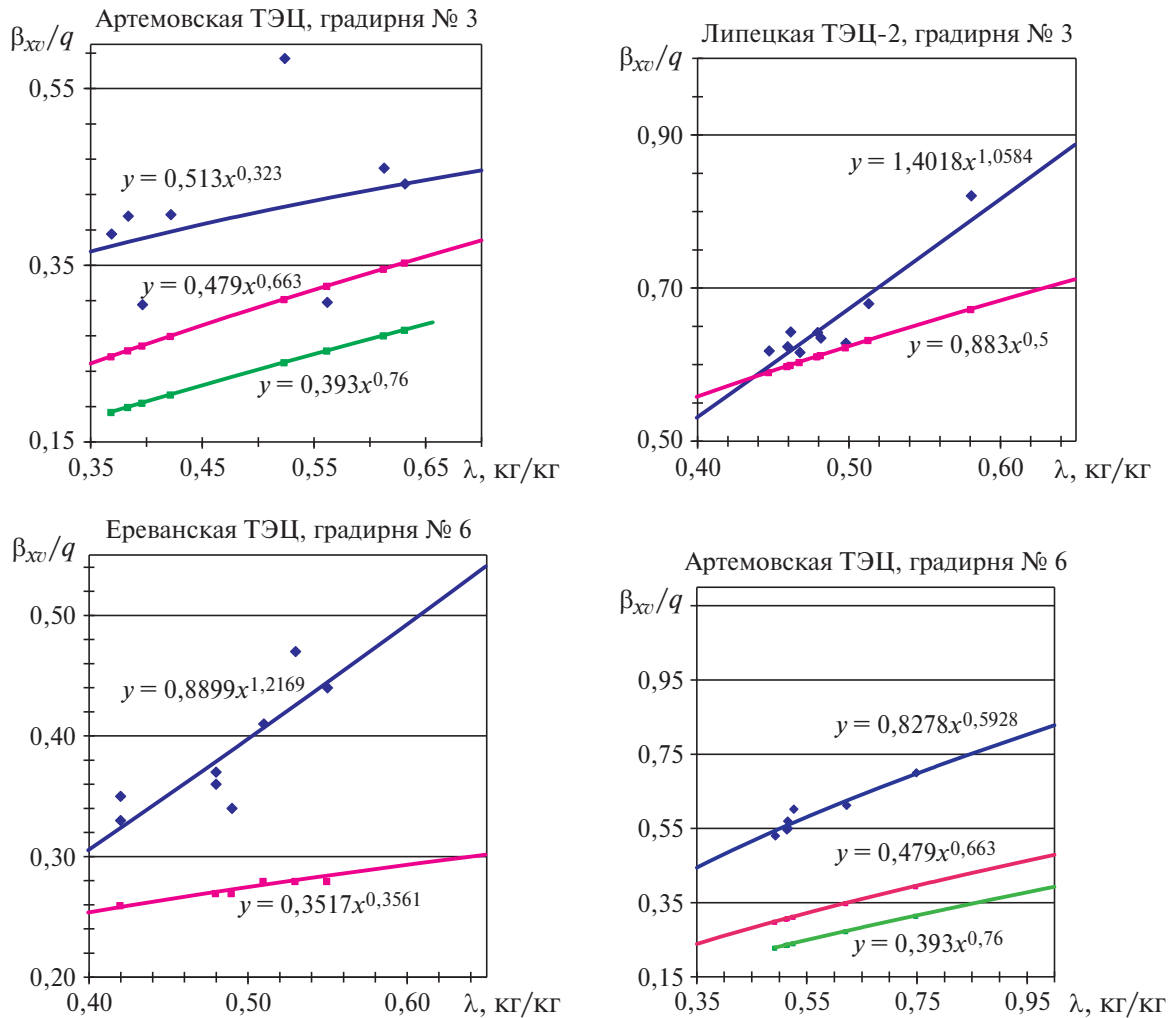 Артемовская ТЭЦ, градирня № 3
βxv/q
0,55
y = 0,513x^0,323
0,35
y = 0,479x^0,663
y = 0,393x^0,76
0,15
0,35 0,45 0,55 0,65 λ, кг/кг
Липецкая ТЭЦ-2, градирня № 3
βxv/q
0,90
y = 1,4018x^1,0584
0,70
y = 0,883x^0,5
0,50
0,40 0,50 0,60 λ, кг/кг
Ереванская ТЭЦ, градирня № 6
βxv/q
0,50
y = 0,8899x^1,2169
0,40
0,30
y = 0,3517x^0,3561
0,20
0,40 0,50 0,60 λ, кг/кг
Артемовская ТЭЦ, градирня № 6
βxv/q
0,95
y = 0,8278x^0,5928
0,75
0,55
y = 0,479x^0,663
0,35
y = 0,393x^0,76
0,15
0,35 0,55 0,75 0,95 λ, кг/кг